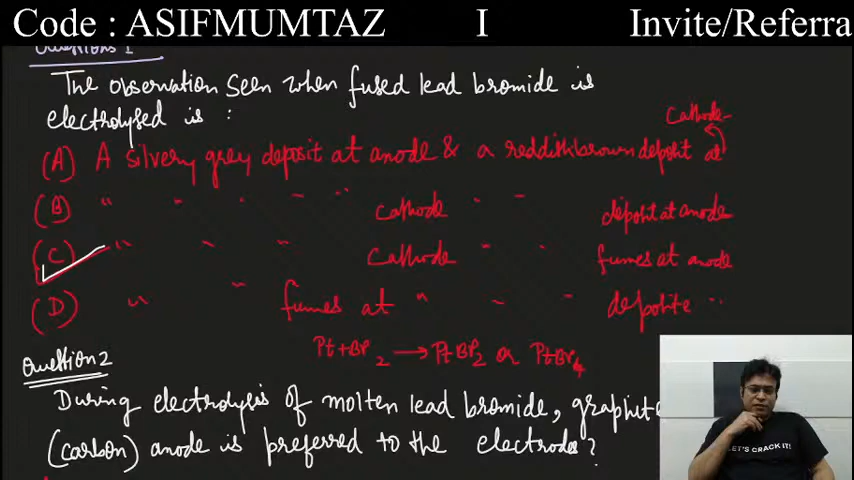 Code : ASIFMUMTAZ I Invite/Referra
Questions 1
The observation seen when fused lead bromide is
electrolysed is :
Cathode
(A) A silvery grey deposit at anode & a reddish brown deposit at
(B) " " " " " cathode " " deposit at anode
(C) " " " cathode " " fumes at anode
(D) " " fumes at " " " deposite "
Pt + Br2 → PtBr2 or PtBr4
Question 2
During electrolysis of molten lead bromide, graphite
(carbon) anode is preferred to the electrodes?
LET'S CRACK IT!